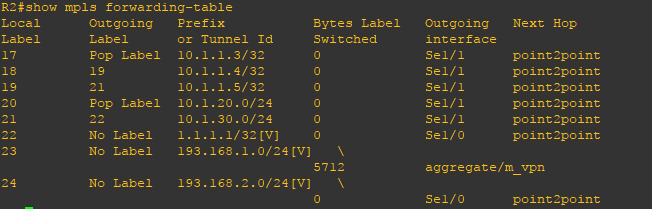 R2#show mpls forwarding-table
Local Outgoing Prefix Bytes Label Outgoing Next Hop
Label Label or Tunnel Id Switched interface
17 Pop Label 10.1.1.3/32 0 Se1/1 point2point
18 19 10.1.1.4/32 0 Se1/1 point2point
19 21 10.1.1.5/32 0 Se1/1 point2point
20 Pop Label 10.1.20.0/24 0 Se1/1 point2point
21 22 10.1.30.0/24 0 Se1/1 point2point
22 No Label 1.1.1.1/32[V] 0 Se1/0 point2point
23 No Label 193.168.1.0/24[V] \
5712 aggregate/m_vpn
24 No Label 193.168.2.0/24[V] \
0 Se1/0 point2point